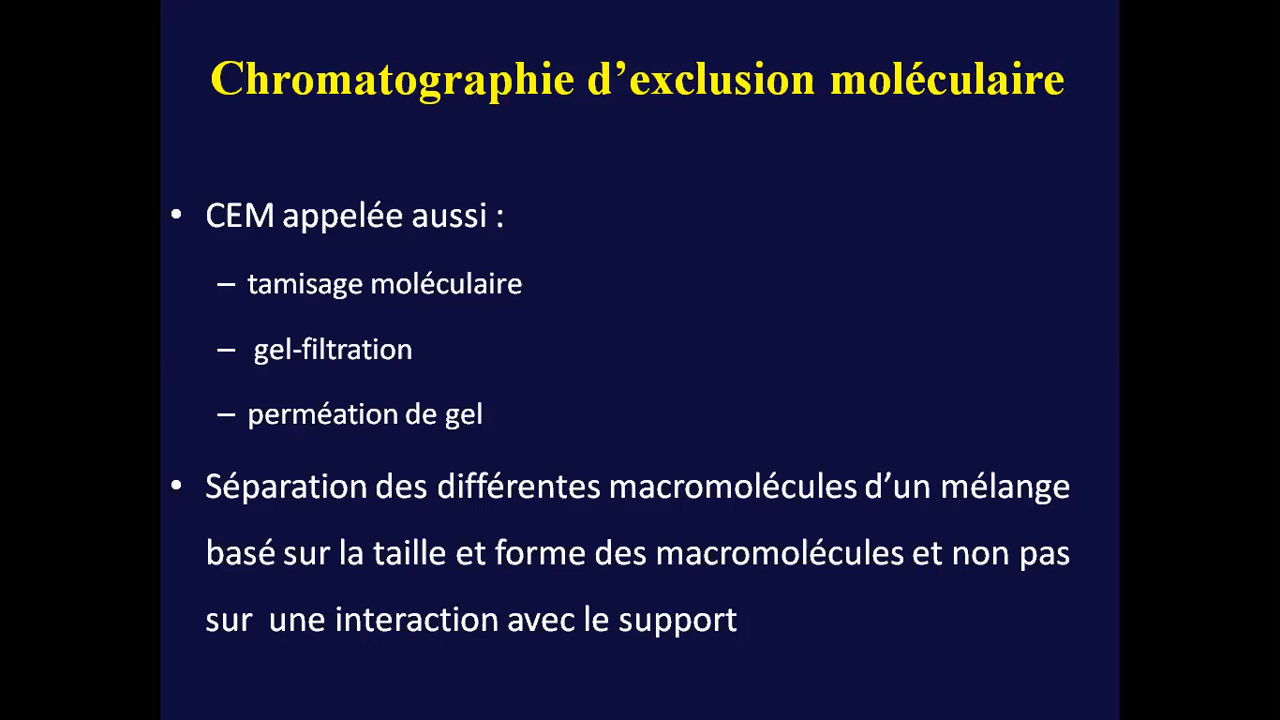 Chromatographie d’exclusion moléculaire
• CEM appelée aussi :
– tamisage moléculaire
– gel-filtration
– perméation de gel
• Séparation des différentes macromolécules d’un mélange
basé sur la taille et forme des macromolécules et non pas
sur une interaction avec le support